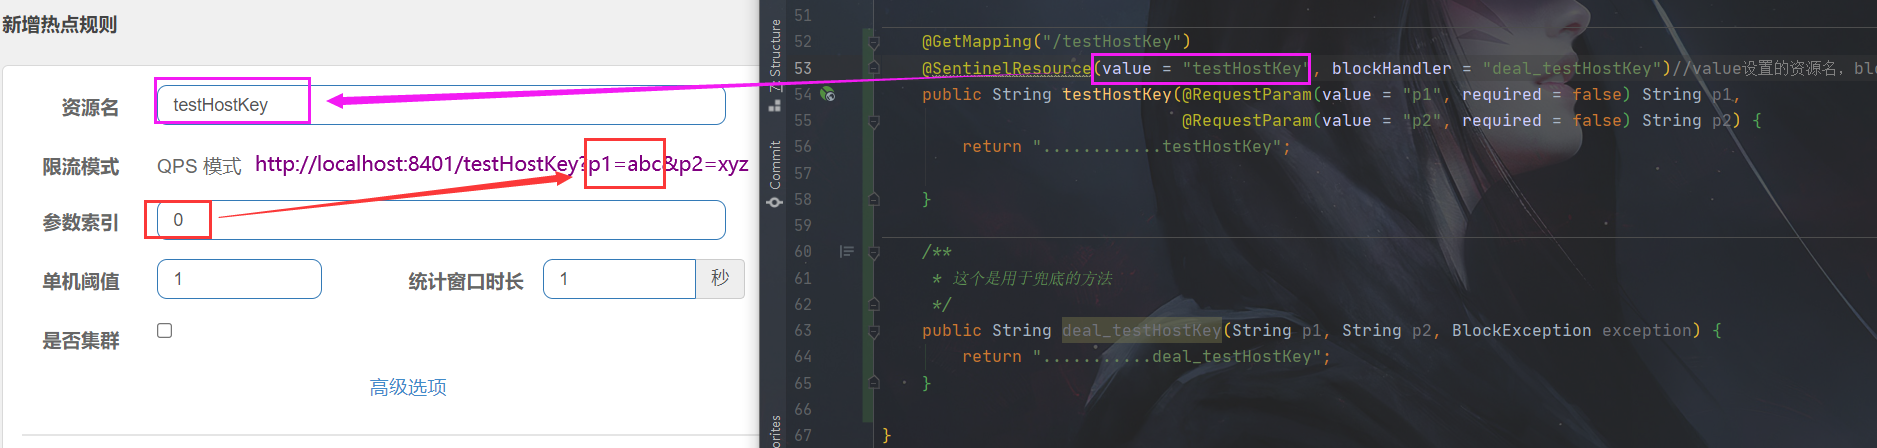 新增热点规则
资源名
testHostKey
限流模式
QPS 模式
http://localhost:8401/testHostKey?p1=abc&p2=xyz
参数索引
0
单机阈值
1
统计窗口时长
1
秒
是否集群
高级选项
Structure
Commit
orites
51
52 @GetMapping("/testHostKey")
53 @SentinelResource(value = "testHostKey", blockHandler = "deal_testHostKey")//value设置的资源名，blo
54 public String testHostKey(@RequestParam(value = "p1", required = false) String p1,
55 @RequestParam(value = "p2", required = false) String p2) {
56 return "............testHostKey";
57
58 }
59
60 /**
61 * 这个是用于兜底的方法
62 */
63 public String deal_testHostKey(String p1, String p2, BlockException exception) {
64 return "...........deal_testHostKey";
65 }
66
67 }